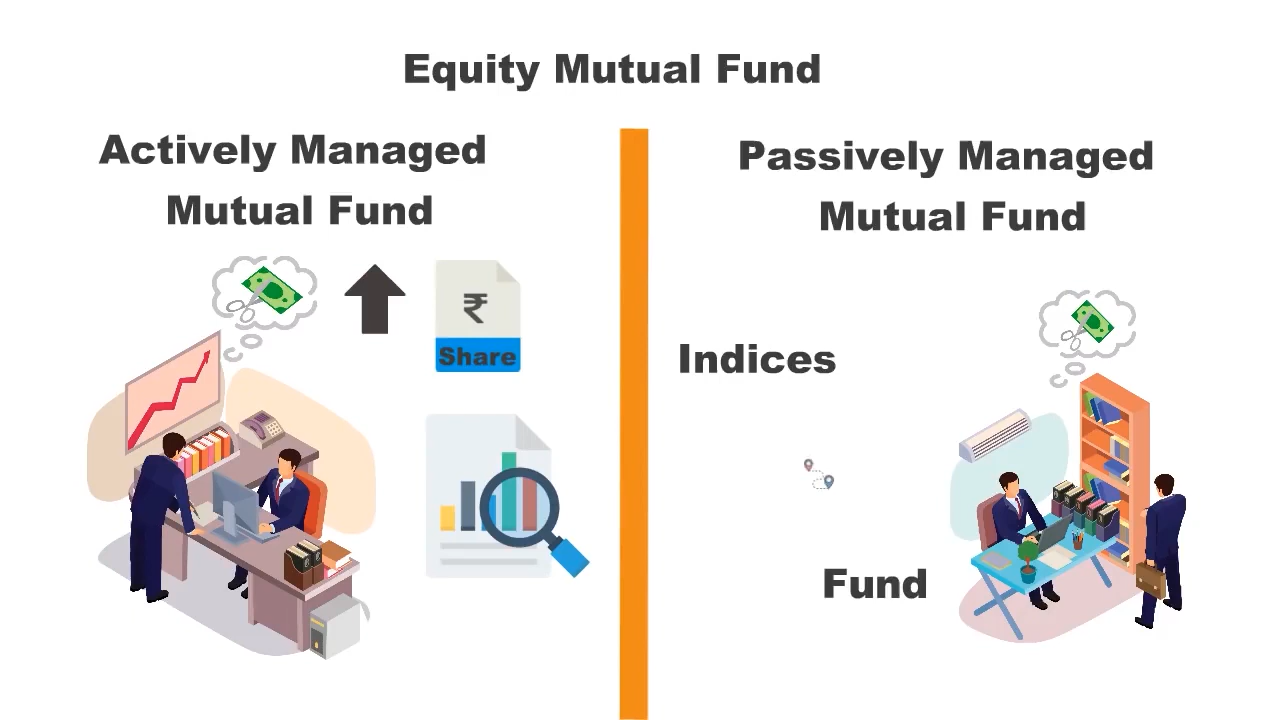 Equity Mutual Fund
Actively Managed
Mutual Fund
₹
Share
Passively Managed
Mutual Fund
Indices
Fund